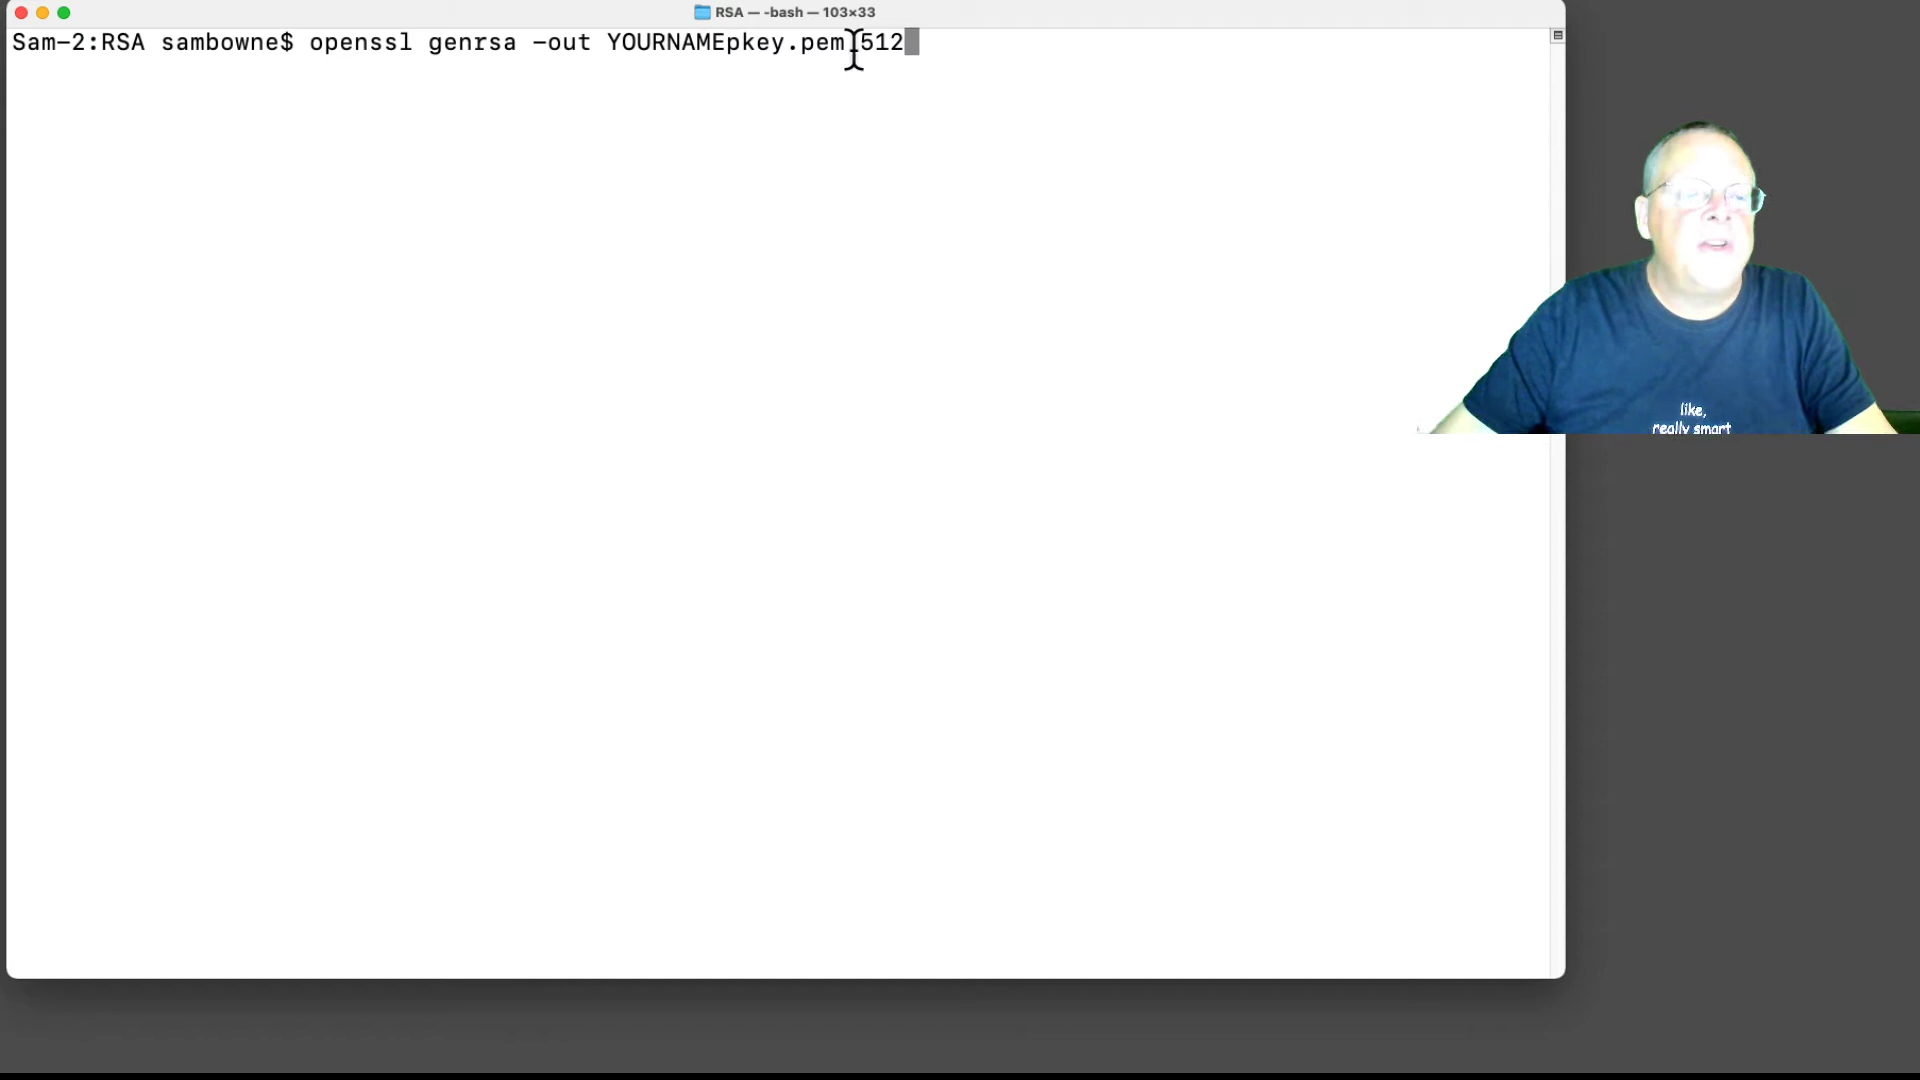 RSA — -bash — 103×33
Sam-2:RSA sambowne$ openssl genrsa -out YOURNAMEpkey.pem 512
like,
really smart